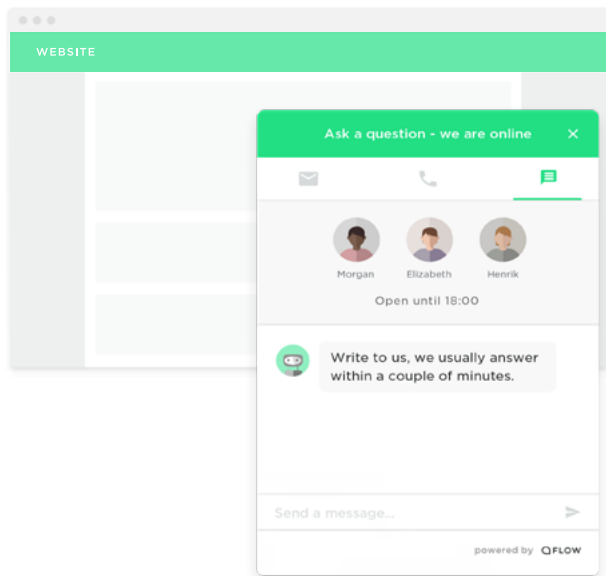 WEBSITE
Ask a question - we are online
Morgan
Elizabeth
Henrik
Open until 18:00
Write to us, we usually answer
within a couple of minutes.
Send a message...
powered by FLOW